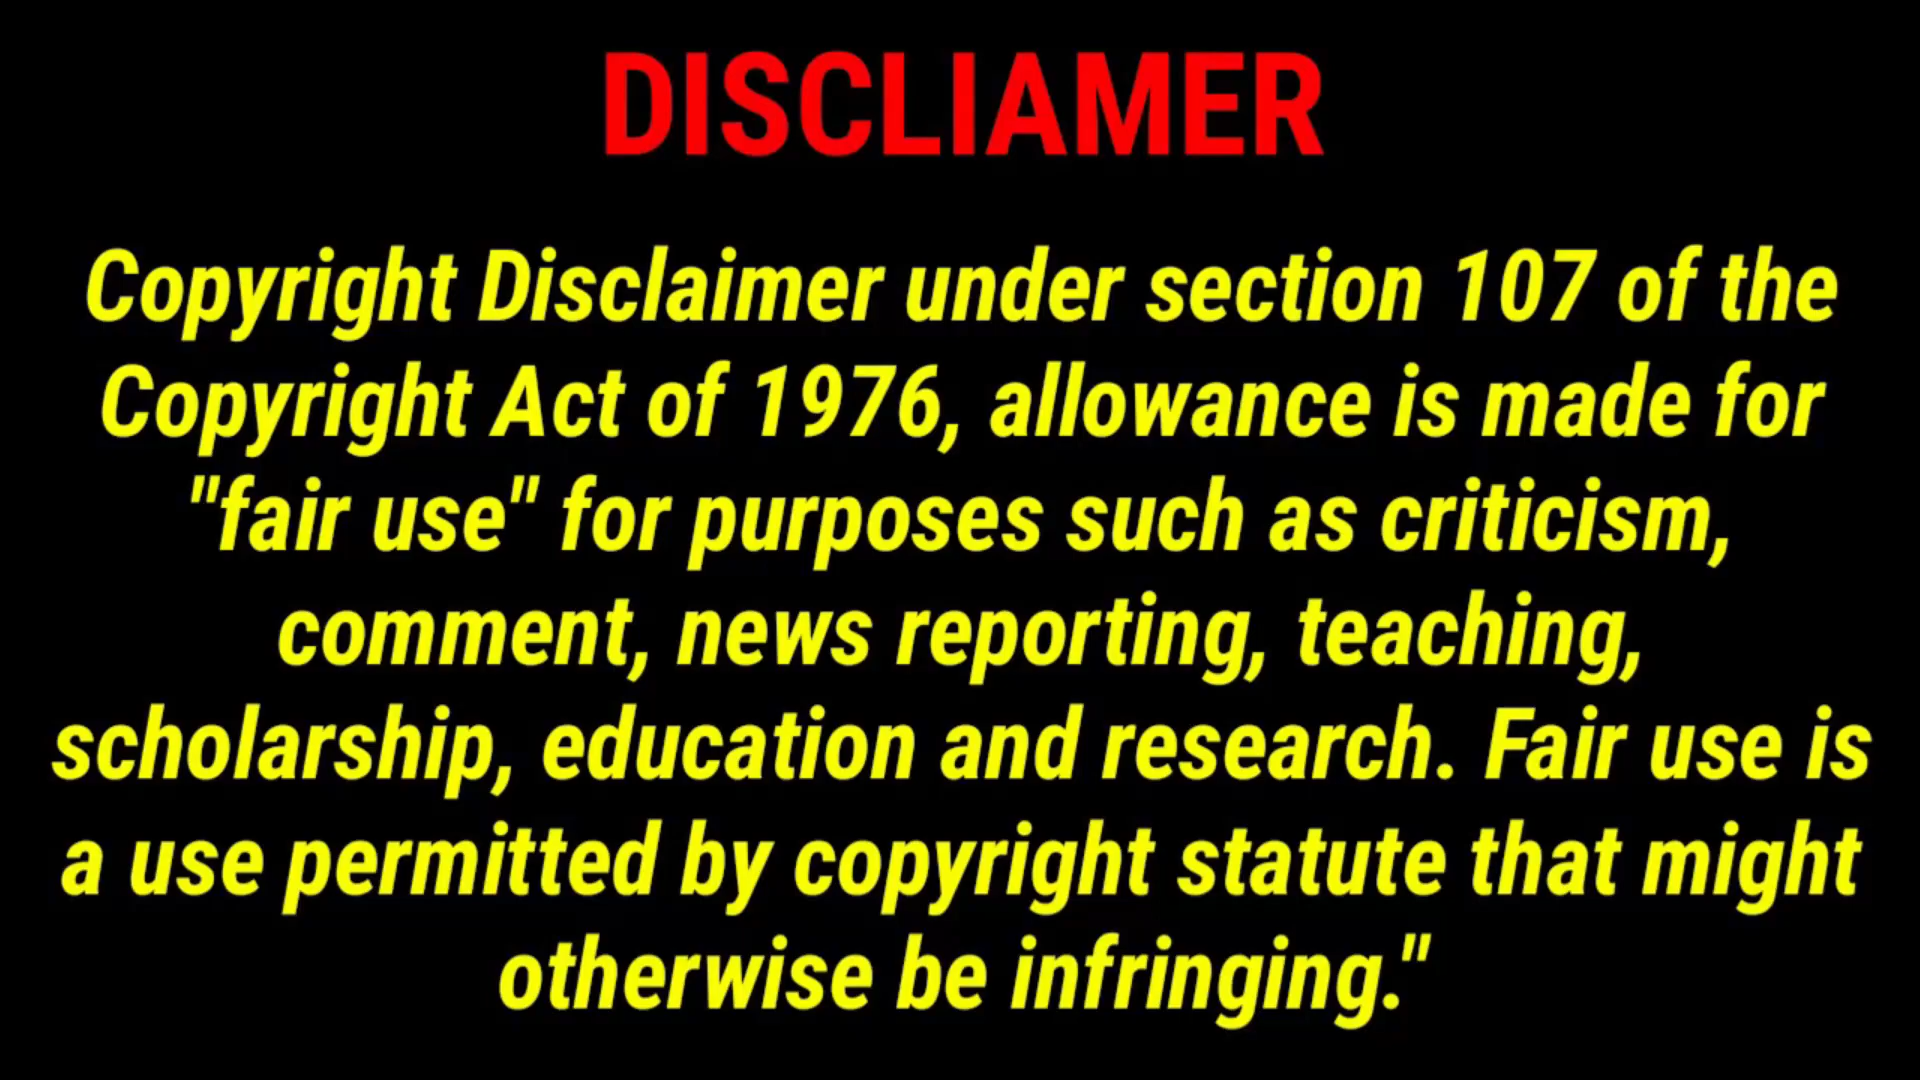 DISCLIAMER
Copyright Disclaimer under section 107 of the
Copyright Act of 1976, allowance is made for
"fair use" for purposes such as criticism,
comment, news reporting, teaching,
scholarship, education and research. Fair use is
a use permitted by copyright statute that might
otherwise be infringing."